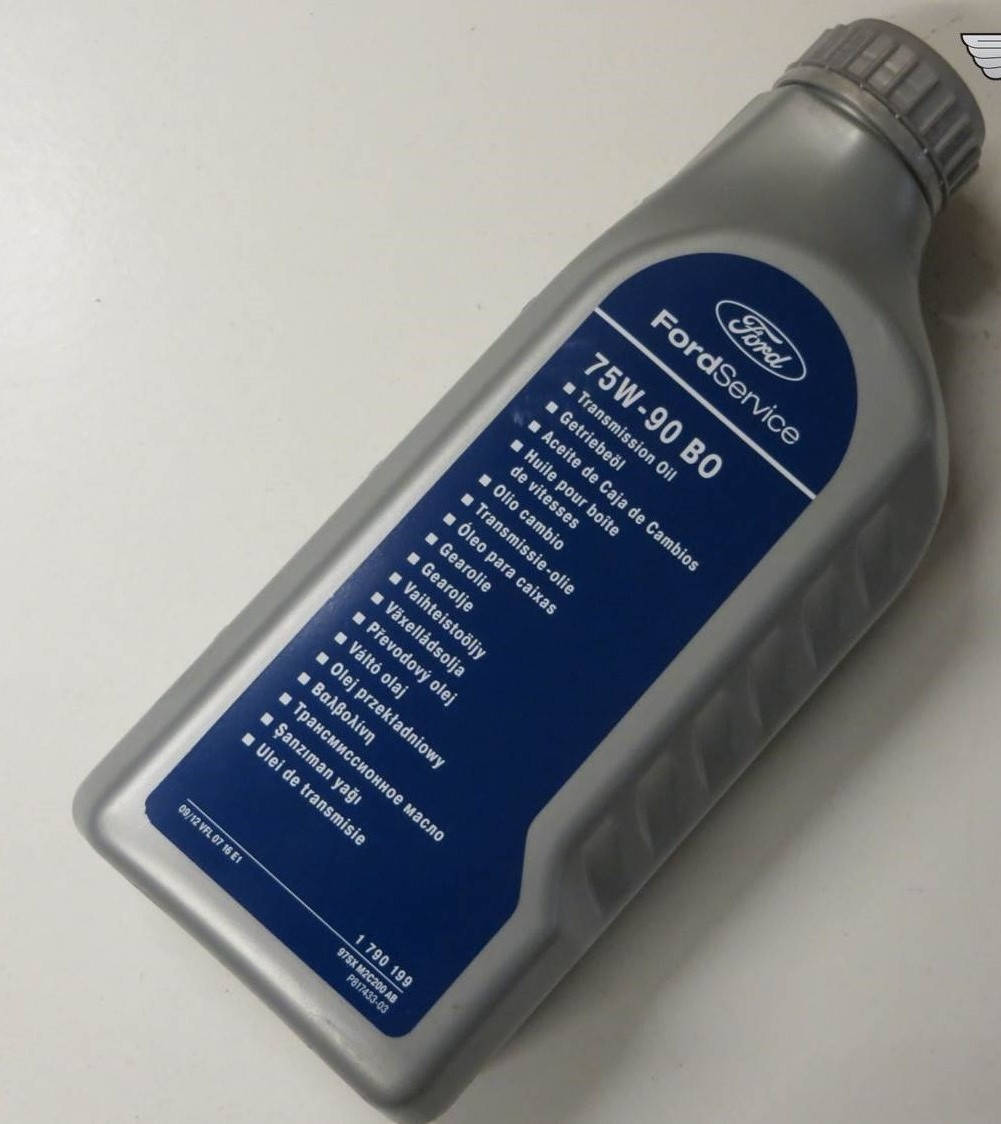 Ford
FordService
75W-90 BO
Transmission Oil
Getriebeöl
Aceite de Caja de Cambios
Huile pour boîte
de vitesses
Olio cambio
Transmissie-olie
Óleo para caixas
Gearolie
Gearolje
Vaihteistoöljy
Växellådsolja
Převodový olej
Váltó olaj
Olej przekładniowy
Βαλβολίνη
Трансмиссионное масло
Şanzıman yağı
Ulei de transmisie
09/12 VFL 07 16 E1
1 790 199
97SX M2C200 AB
P817433-03